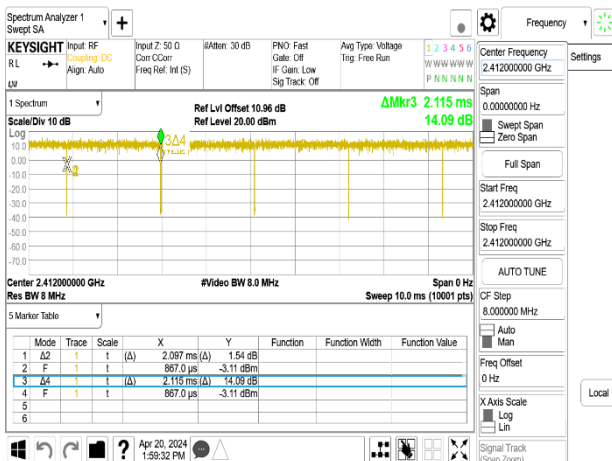 Spectrum Analyzer 1
Swept SA
Frequency
KEYSIGHT Input: RF Input Z: 50 Ω #Atten: 30 dB PNO: Fast Avg Type: Voltage 1 2 3 4 5 6
RL Coupling: DC Corr CCorr Gate: Off Trig: Free Run W W W W W W
Align: Auto Freq Ref: Int (S) IF Gain: Low
Sig Track: Off P N N N N N
Center Frequency
2.412000000 GHz
Settings
Span
0.00000000 Hz
Swept Span
Zero Span
Full Span
Start Freq
2.412000000 GHz
Stop Freq
2.412000000 GHz
AUTO TUNE
CF Step
8.000000 MHz
Auto
Man
Freq Offset
0 Hz
X Axis Scale
Log
Lin
Local
Signal Track
(Span Zoom)
1 Spectrum
Scale/Div 10 dB
Ref Lvl Offset 10.96 dB
Ref Level 20.00 dBm
ΔMkr3 2.115 ms
14.09 dB
Log
10.0
0.00
-10.0
-20.0
-30.0
-40.0
-50.0
-60.0
-70.0
3Δ4
Center 2.412000000 GHz #Video BW 8.0 MHz Span 0 Hz
Res BW 8 MHz Sweep 10.0 ms (10001 pts)
5 Marker Table
Mode Trace Scale X Y Function Function Width Function Value
1 Δ2 1 t (Δ) 2.097 ms (Δ) 1.54 dB
2 F 1 t 867.0 µs -3.11 dBm
3 Δ4 1 t (Δ) 2.115 ms (Δ) 14.09 dB
4 F 1 t 867.0 µs -3.11 dBm
5
6
? Apr 20, 2024
1:59:32 PM